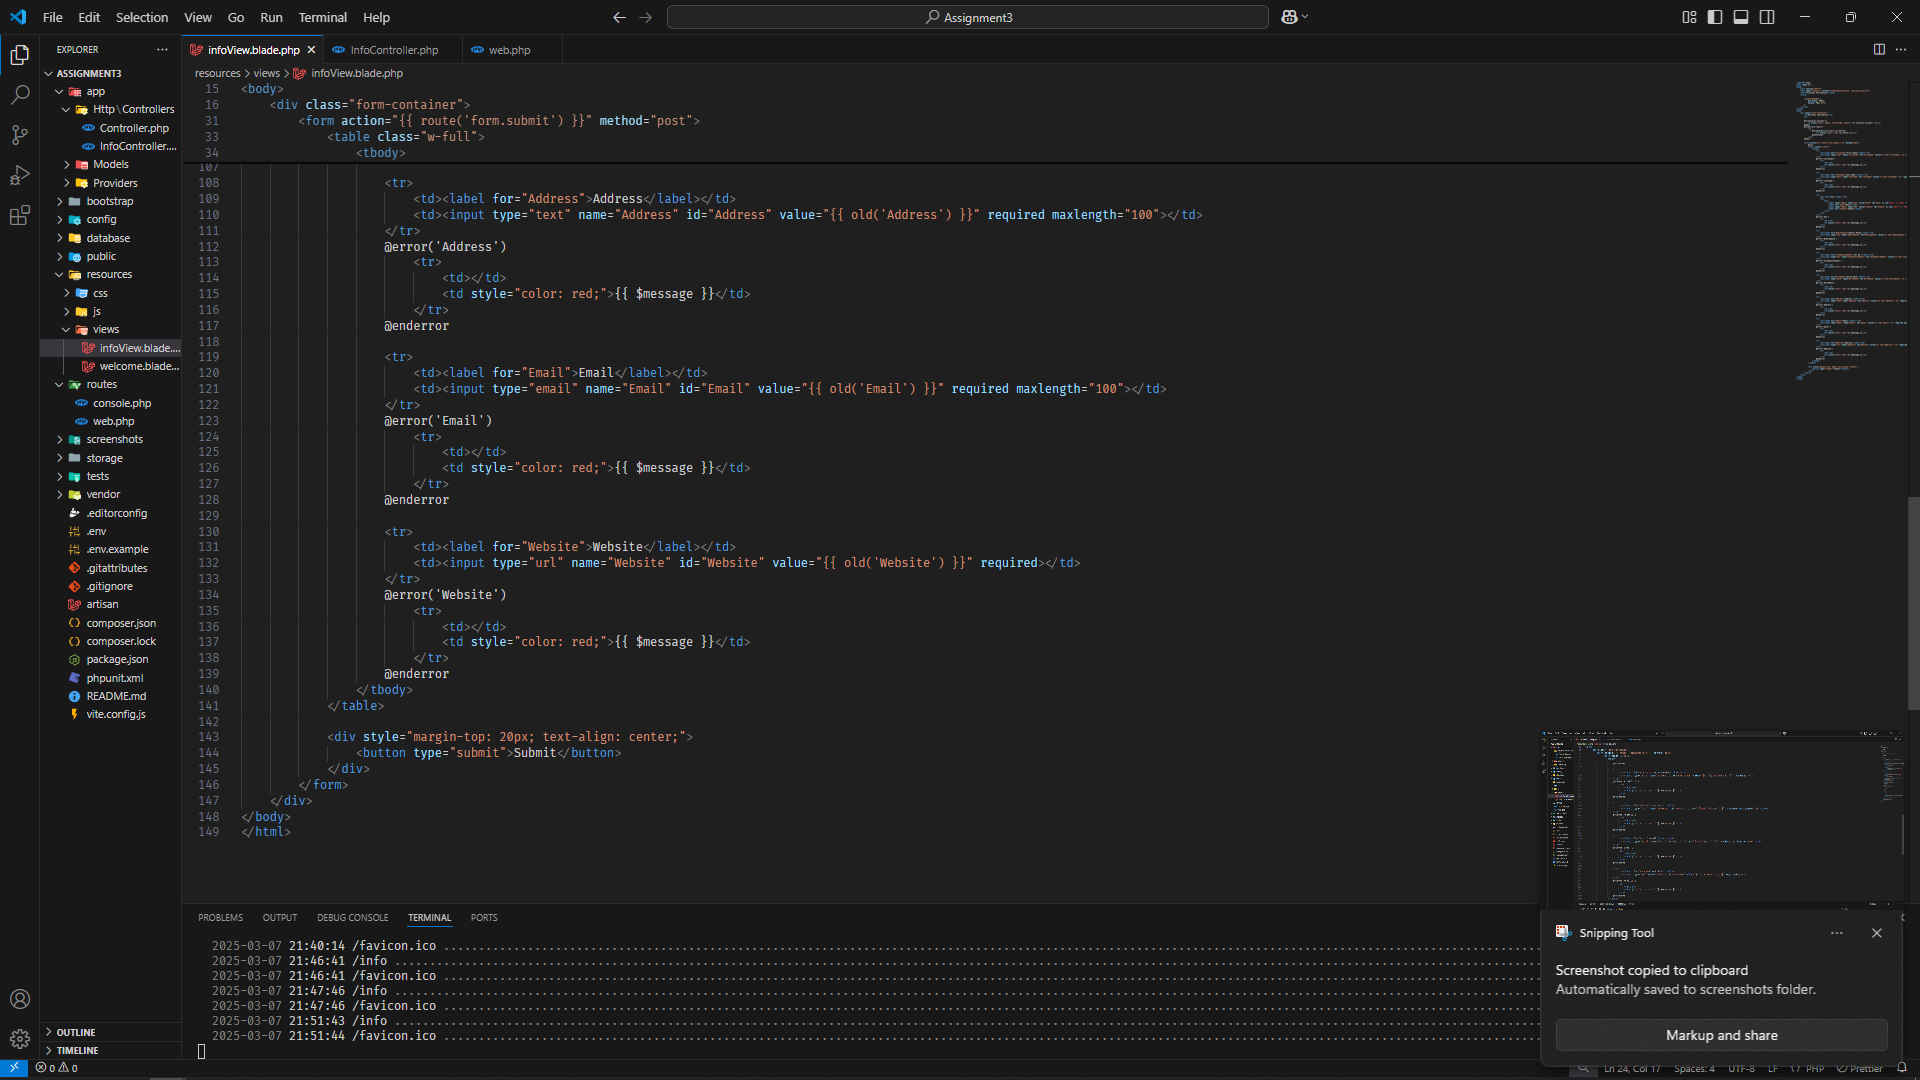 File Edit Selection View Go Run Terminal Help
Assignment3
EXPLORER
infoView.blade.php
InfoController.php
web.php
resources > views > infoView.blade.php
ASSIGNMENT3
app
Http\Controllers
Controller.php
InfoController....
Models
Providers
bootstrap
config
database
public
resources
css
js
views
infoView.blade....
welcome.blade...
routes
console.php
web.php
screenshots
storage
tests
vendor
.editorconfig
.env
.env.example
.gitattributes
.gitignore
artisan
composer.json
composer.lock
package.json
phpunit.xml
README.md
vite.config.js
OUTLINE
TIMELINE
15 <body>
16 <div class="form-container">
31 <form action="{{ route('form.submit') }}" method="post">
33 <table class="w-full">
34 <tbody>
107
108 <tr>
109 <td><label for="Address">Address</label></td>
110 <td><input type="text" name="Address" id="Address" value="{{ old('Address') }}" required maxlength="100"></td>
111 </tr>
112 @error('Address')
113 <tr>
114 <td></td>
115 <td style="color: red;">{{ $message }}</td>
116 </tr>
117 @enderror
118
119 <tr>
120 <td><label for="Email">Email</label></td>
121 <td><input type="email" name="Email" id="Email" value="{{ old('Email') }}" required maxlength="100"></td>
122 </tr>
123 @error('Email')
124 <tr>
125 <td></td>
126 <td style="color: red;">{{ $message }}</td>
127 </tr>
128 @enderror
129
130 <tr>
131 <td><label for="Website">Website</label></td>
132 <td><input type="url" name="Website" id="Website" value="{{ old('Website') }}" required></td>
133 </tr>
134 @error('Website')
135 <tr>
136 <td></td>
137 <td style="color: red;">{{ $message }}</td>
138 </tr>
139 @enderror
140 </tbody>
141 </table>
142
143 <div style="margin-top: 20px; text-align: center;">
144 <button type="submit">Submit</button>
145 </div>
146 </form>
147 </div>
148 </body>
149 </html>
PROBLEMS OUTPUT DEBUG CONSOLE TERMINAL PORTS
2025-03-07 21:40:14 /favicon.ico
2025-03-07 21:46:41 /info
2025-03-07 21:46:41 /favicon.ico
2025-03-07 21:47:46 /info
2025-03-07 21:47:46 /favicon.ico
2025-03-07 21:51:43 /info
2025-03-07 21:51:44 /favicon.ico
Snipping Tool
Screenshot copied to clipboard
Automatically saved to screenshots folder.
Markup and share
0 0
Ln 24, Col 17 Spaces: 4 UTF-8 LF PHP Prettier